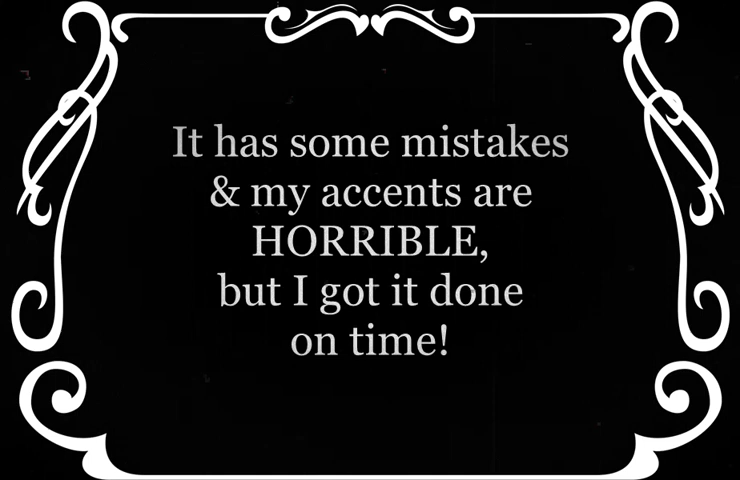 It has some mistakes
& my accents are
HORRIBLE,
but I got it done
on time!